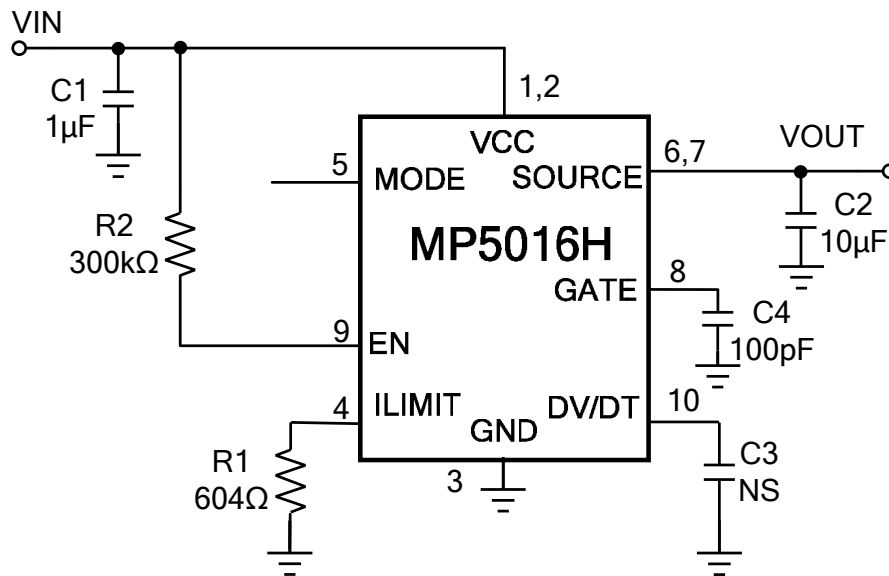 VIN
C1
1µF
1,2
VCC
5
MODE
SOURCE
6,7
VOUT
C2
10µF
R2
300kΩ
MP5016H
GATE
8
C4
100pF
9
EN
4
ILIMIT
DV/DT
10
GND
3
R1
604Ω
C3
NS